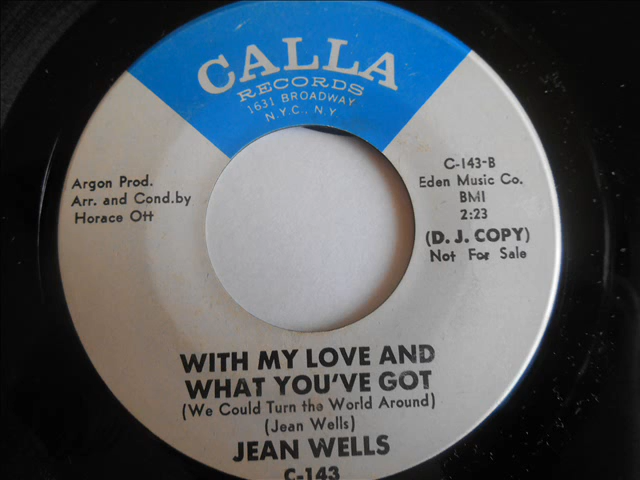 CALLA
RECORDS
1631 BROADWAY
N.Y.C., N.Y.
Argon Prod.
Arr. and Cond.by
Horace Ott
C-143-B
Eden Music Co.
BMI
2:23
(D. J. COPY)
Not For Sale
WITH MY LOVE AND
WHAT YOU'VE GOT
(We Could Turn the World Around)
(Jean Wells)
JEAN WELLS
C-143